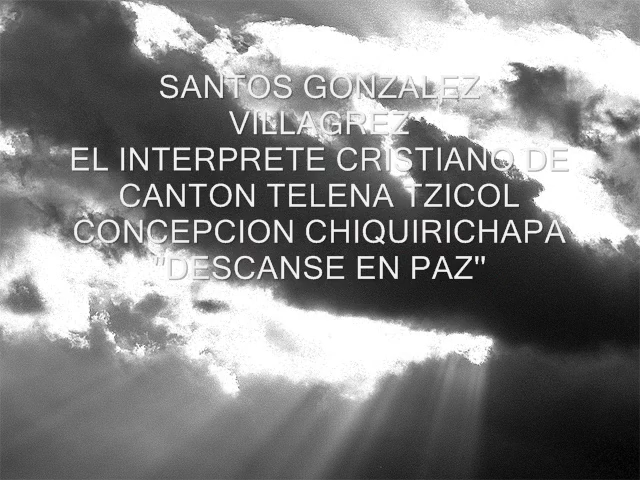 SANTOS GONZALEZ
VILLAGREZ
EL INTERPRETE CRISTIANO DE
CANTON TELENA TZICOL
CONCEPCION CHIQUIRICHAPA
"DESCANSE EN PAZ"